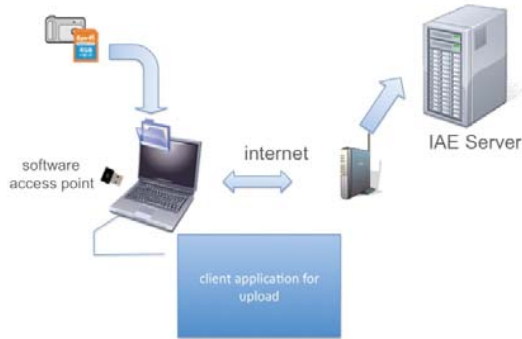 software
access point
internet
IAE Server
client application for
upload